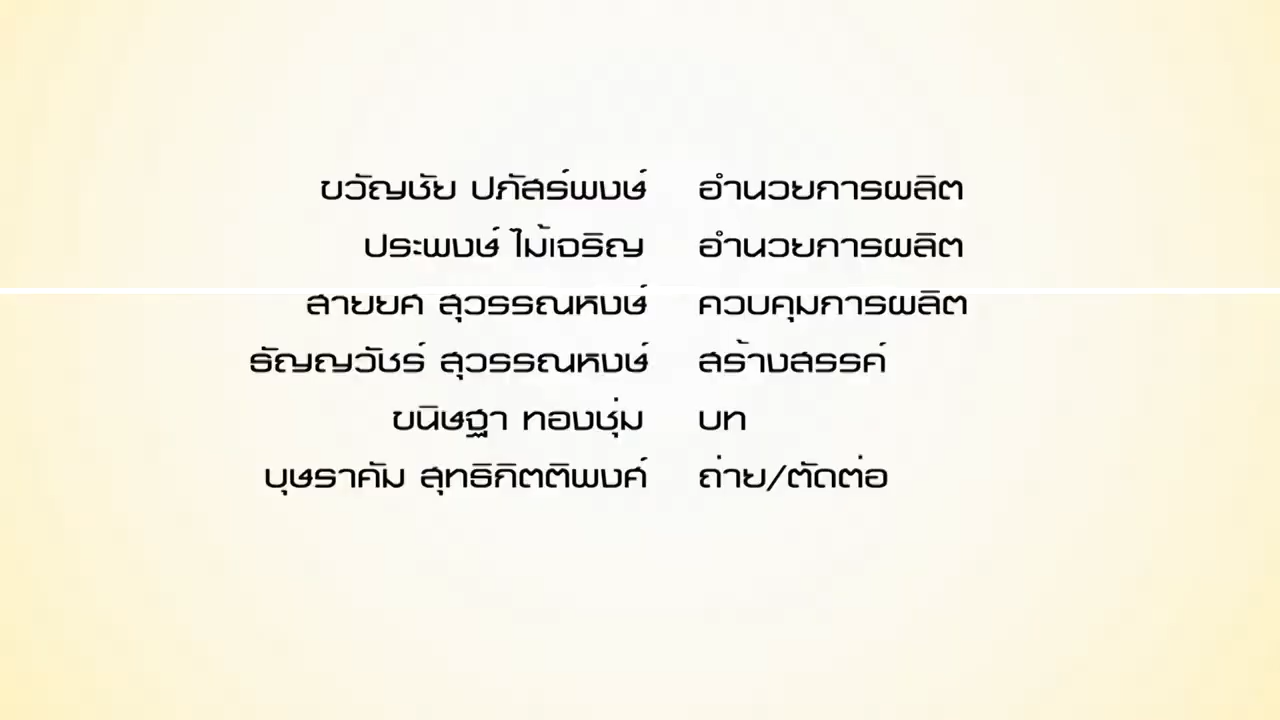 ขวัญชัย ปภัสร์พงษ์ อำนวยการผลิต
ประพงษ์ ไม้เจริญ อำนวยการผลิต
สายยศ สุวรรณหงษ์ ควบคุมการผลิต
ธัญญวัชร์ สุวรรณหงษ์ สร้างสรรค์
ขนิษฐา ทองชุ่ม บท
บุษราคัม สุทธิกิตติพงศ์ ถ่าย/ตัดต่อ